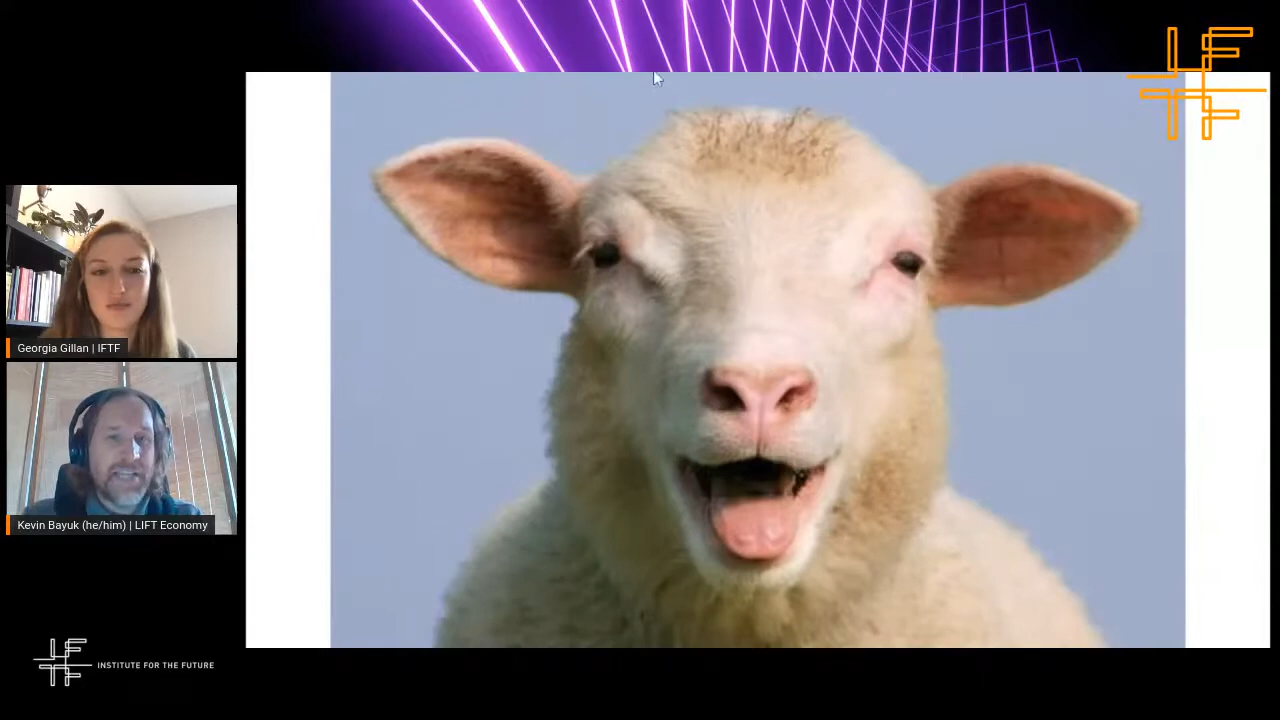 Georgia Gillan | IFTF
Kevin Bayuk (he/him) | LIFT Economy
INSTITUTE FOR THE FUTURE